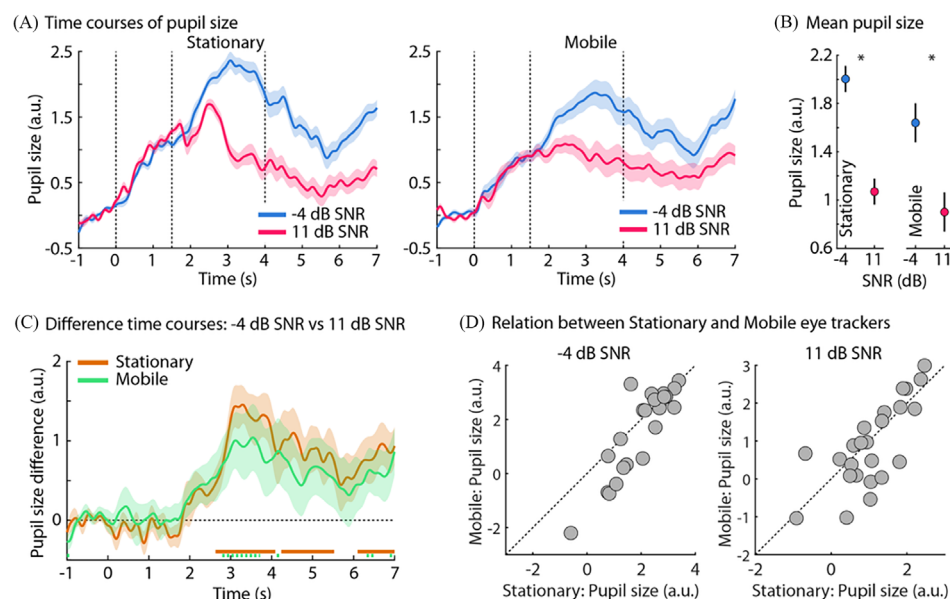 (A) Time courses of pupil size
Stationary
Pupil size (a.u.)
2.5
1.5
0.5
-0.5
-4 dB SNR
11 dB SNR
-1 0 1 2 3 4 5 6 7
Time (s)
Mobile
2.5
1.5
0.5
-0.5
-4 dB SNR
11 dB SNR
-1 0 1 2 3 4 5 6 7
Time (s)
(B) Mean pupil size
Pupil size (a.u.)
2.2
1.8
1.4
1
0.6
* *
Stationary
Mobile
-4 11 -4 11
SNR (dB)
(C) Difference time courses: -4 dB SNR vs 11 dB SNR
Stationary
Mobile
Pupil size difference (a.u.)
2
1
0
-1 0 1 2 3 4 5 6 7
Time (s)
(D) Relation between Stationary and Mobile eye trackers
-4 dB SNR
Mobile: Pupil size (a.u.)
4
2
0
-2
-2 0 2 4
Stationary: Pupil size (a.u.)
11 dB SNR
Mobile: Pupil size (a.u.)
3
2
1
0
-1
-2
-2 0 2
Stationary: Pupil size (a.u.)